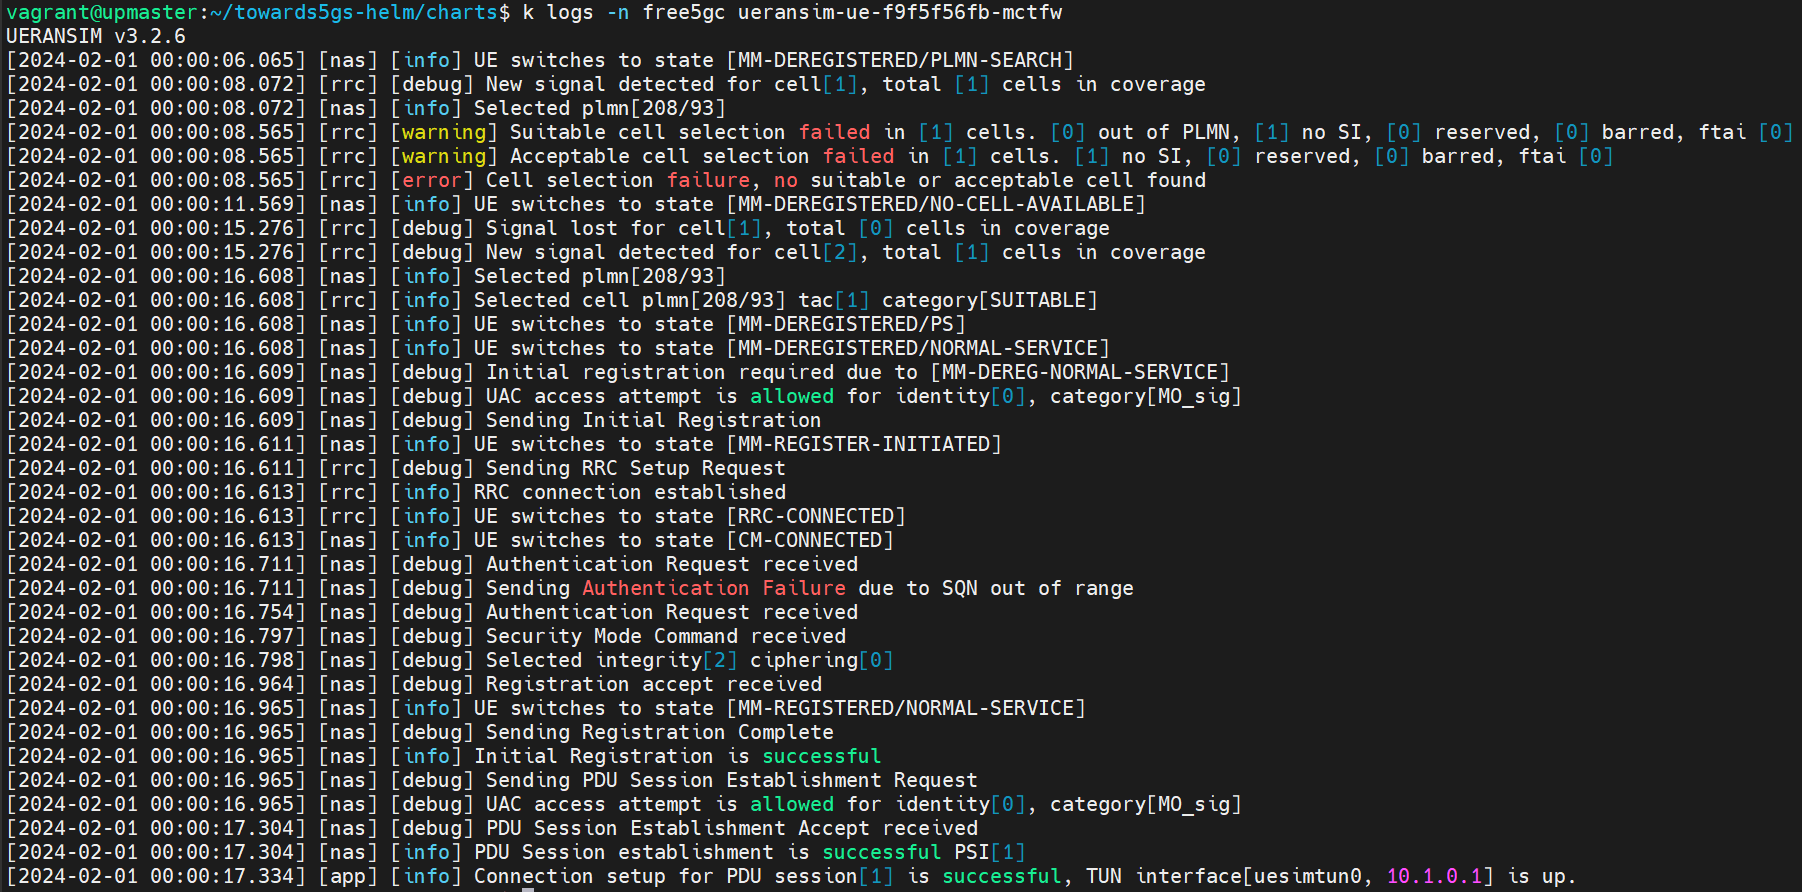 vagrant@upmaster:~/towards5gs-helm/charts$ k logs -n free5gc ueransim-ue-f9f5f56fb-mctfw
UERANSIM v3.2.6
[2024-02-01 00:00:06.065] [nas] [info] UE switches to state [MM-DEREGISTERED/PLMN-SEARCH]
[2024-02-01 00:00:08.072] [rrc] [debug] New signal detected for cell[1], total [1] cells in coverage
[2024-02-01 00:00:08.072] [nas] [info] Selected plmn[208/93]
[2024-02-01 00:00:08.565] [rrc] [warning] Suitable cell selection failed in [1] cells. [0] out of PLMN, [1] no SI, [0] reserved, [0] barred, ftai [0]
[2024-02-01 00:00:08.565] [rrc] [warning] Acceptable cell selection failed in [1] cells. [1] no SI, [0] reserved, [0] barred, ftai [0]
[2024-02-01 00:00:08.565] [rrc] [error] Cell selection failure, no suitable or acceptable cell found
[2024-02-01 00:00:11.569] [nas] [info] UE switches to state [MM-DEREGISTERED/NO-CELL-AVAILABLE]
[2024-02-01 00:00:15.276] [rrc] [debug] Signal lost for cell[1], total [0] cells in coverage
[2024-02-01 00:00:15.276] [rrc] [debug] New signal detected for cell[2], total [1] cells in coverage
[2024-02-01 00:00:16.608] [nas] [info] Selected plmn[208/93]
[2024-02-01 00:00:16.608] [rrc] [info] Selected cell plmn[208/93] tac[1] category[SUITABLE]
[2024-02-01 00:00:16.608] [nas] [info] UE switches to state [MM-DEREGISTERED/PS]
[2024-02-01 00:00:16.608] [nas] [info] UE switches to state [MM-DEREGISTERED/NORMAL-SERVICE]
[2024-02-01 00:00:16.609] [nas] [debug] Initial registration required due to [MM-DEREG-NORMAL-SERVICE]
[2024-02-01 00:00:16.609] [nas] [debug] UAC access attempt is allowed for identity[0], category[MO_sig]
[2024-02-01 00:00:16.609] [nas] [debug] Sending Initial Registration
[2024-02-01 00:00:16.611] [nas] [info] UE switches to state [MM-REGISTER-INITIATED]
[2024-02-01 00:00:16.611] [rrc] [debug] Sending RRC Setup Request
[2024-02-01 00:00:16.613] [rrc] [info] RRC connection established
[2024-02-01 00:00:16.613] [rrc] [info] UE switches to state [RRC-CONNECTED]
[2024-02-01 00:00:16.613] [nas] [info] UE switches to state [CM-CONNECTED]
[2024-02-01 00:00:16.711] [nas] [debug] Authentication Request received
[2024-02-01 00:00:16.711] [nas] [debug] Sending Authentication Failure due to SQN out of range
[2024-02-01 00:00:16.754] [nas] [debug] Authentication Request received
[2024-02-01 00:00:16.797] [nas] [debug] Security Mode Command received
[2024-02-01 00:00:16.798] [nas] [debug] Selected integrity[2] ciphering[0]
[2024-02-01 00:00:16.964] [nas] [debug] Registration accept received
[2024-02-01 00:00:16.965] [nas] [info] UE switches to state [MM-REGISTERED/NORMAL-SERVICE]
[2024-02-01 00:00:16.965] [nas] [debug] Sending Registration Complete
[2024-02-01 00:00:16.965] [nas] [info] Initial Registration is successful
[2024-02-01 00:00:16.965] [nas] [debug] Sending PDU Session Establishment Request
[2024-02-01 00:00:16.965] [nas] [debug] UAC access attempt is allowed for identity[0], category[MO_sig]
[2024-02-01 00:00:17.304] [nas] [debug] PDU Session Establishment Accept received
[2024-02-01 00:00:17.304] [nas] [info] PDU Session establishment is successful PSI[1]
[2024-02-01 00:00:17.334] [app] [info] Connection setup for PDU session[1] is successful, TUN interface[uesimtun0, 10.1.0.1] is up.